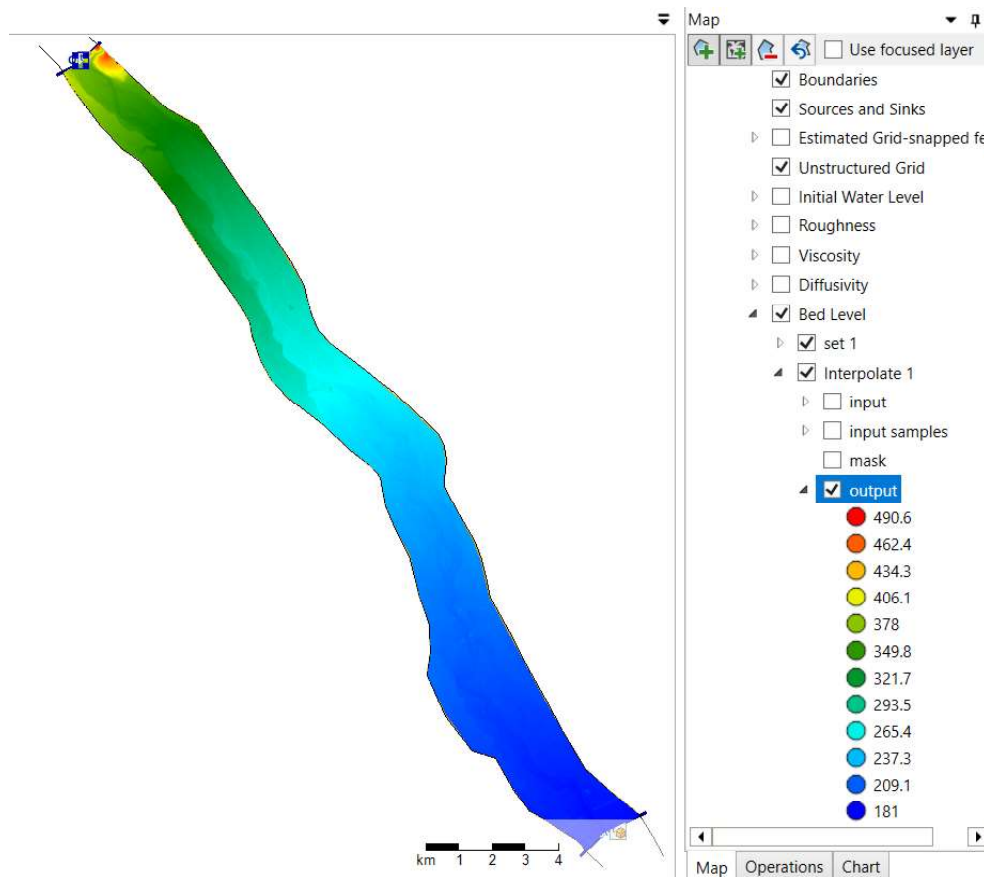 Map
Use focused layer
Boundaries
Sources and Sinks
Estimated Grid-snapped fe
Unstructured Grid
Initial Water Level
Roughness
Viscosity
Diffusivity
Bed Level
set 1
Interpolate 1
input
input samples
mask
output
490.6
462.4
434.3
406.1
378
349.8
321.7
293.5
265.4
237.3
209.1
181
km 1 2 3 4
Map Operations Chart